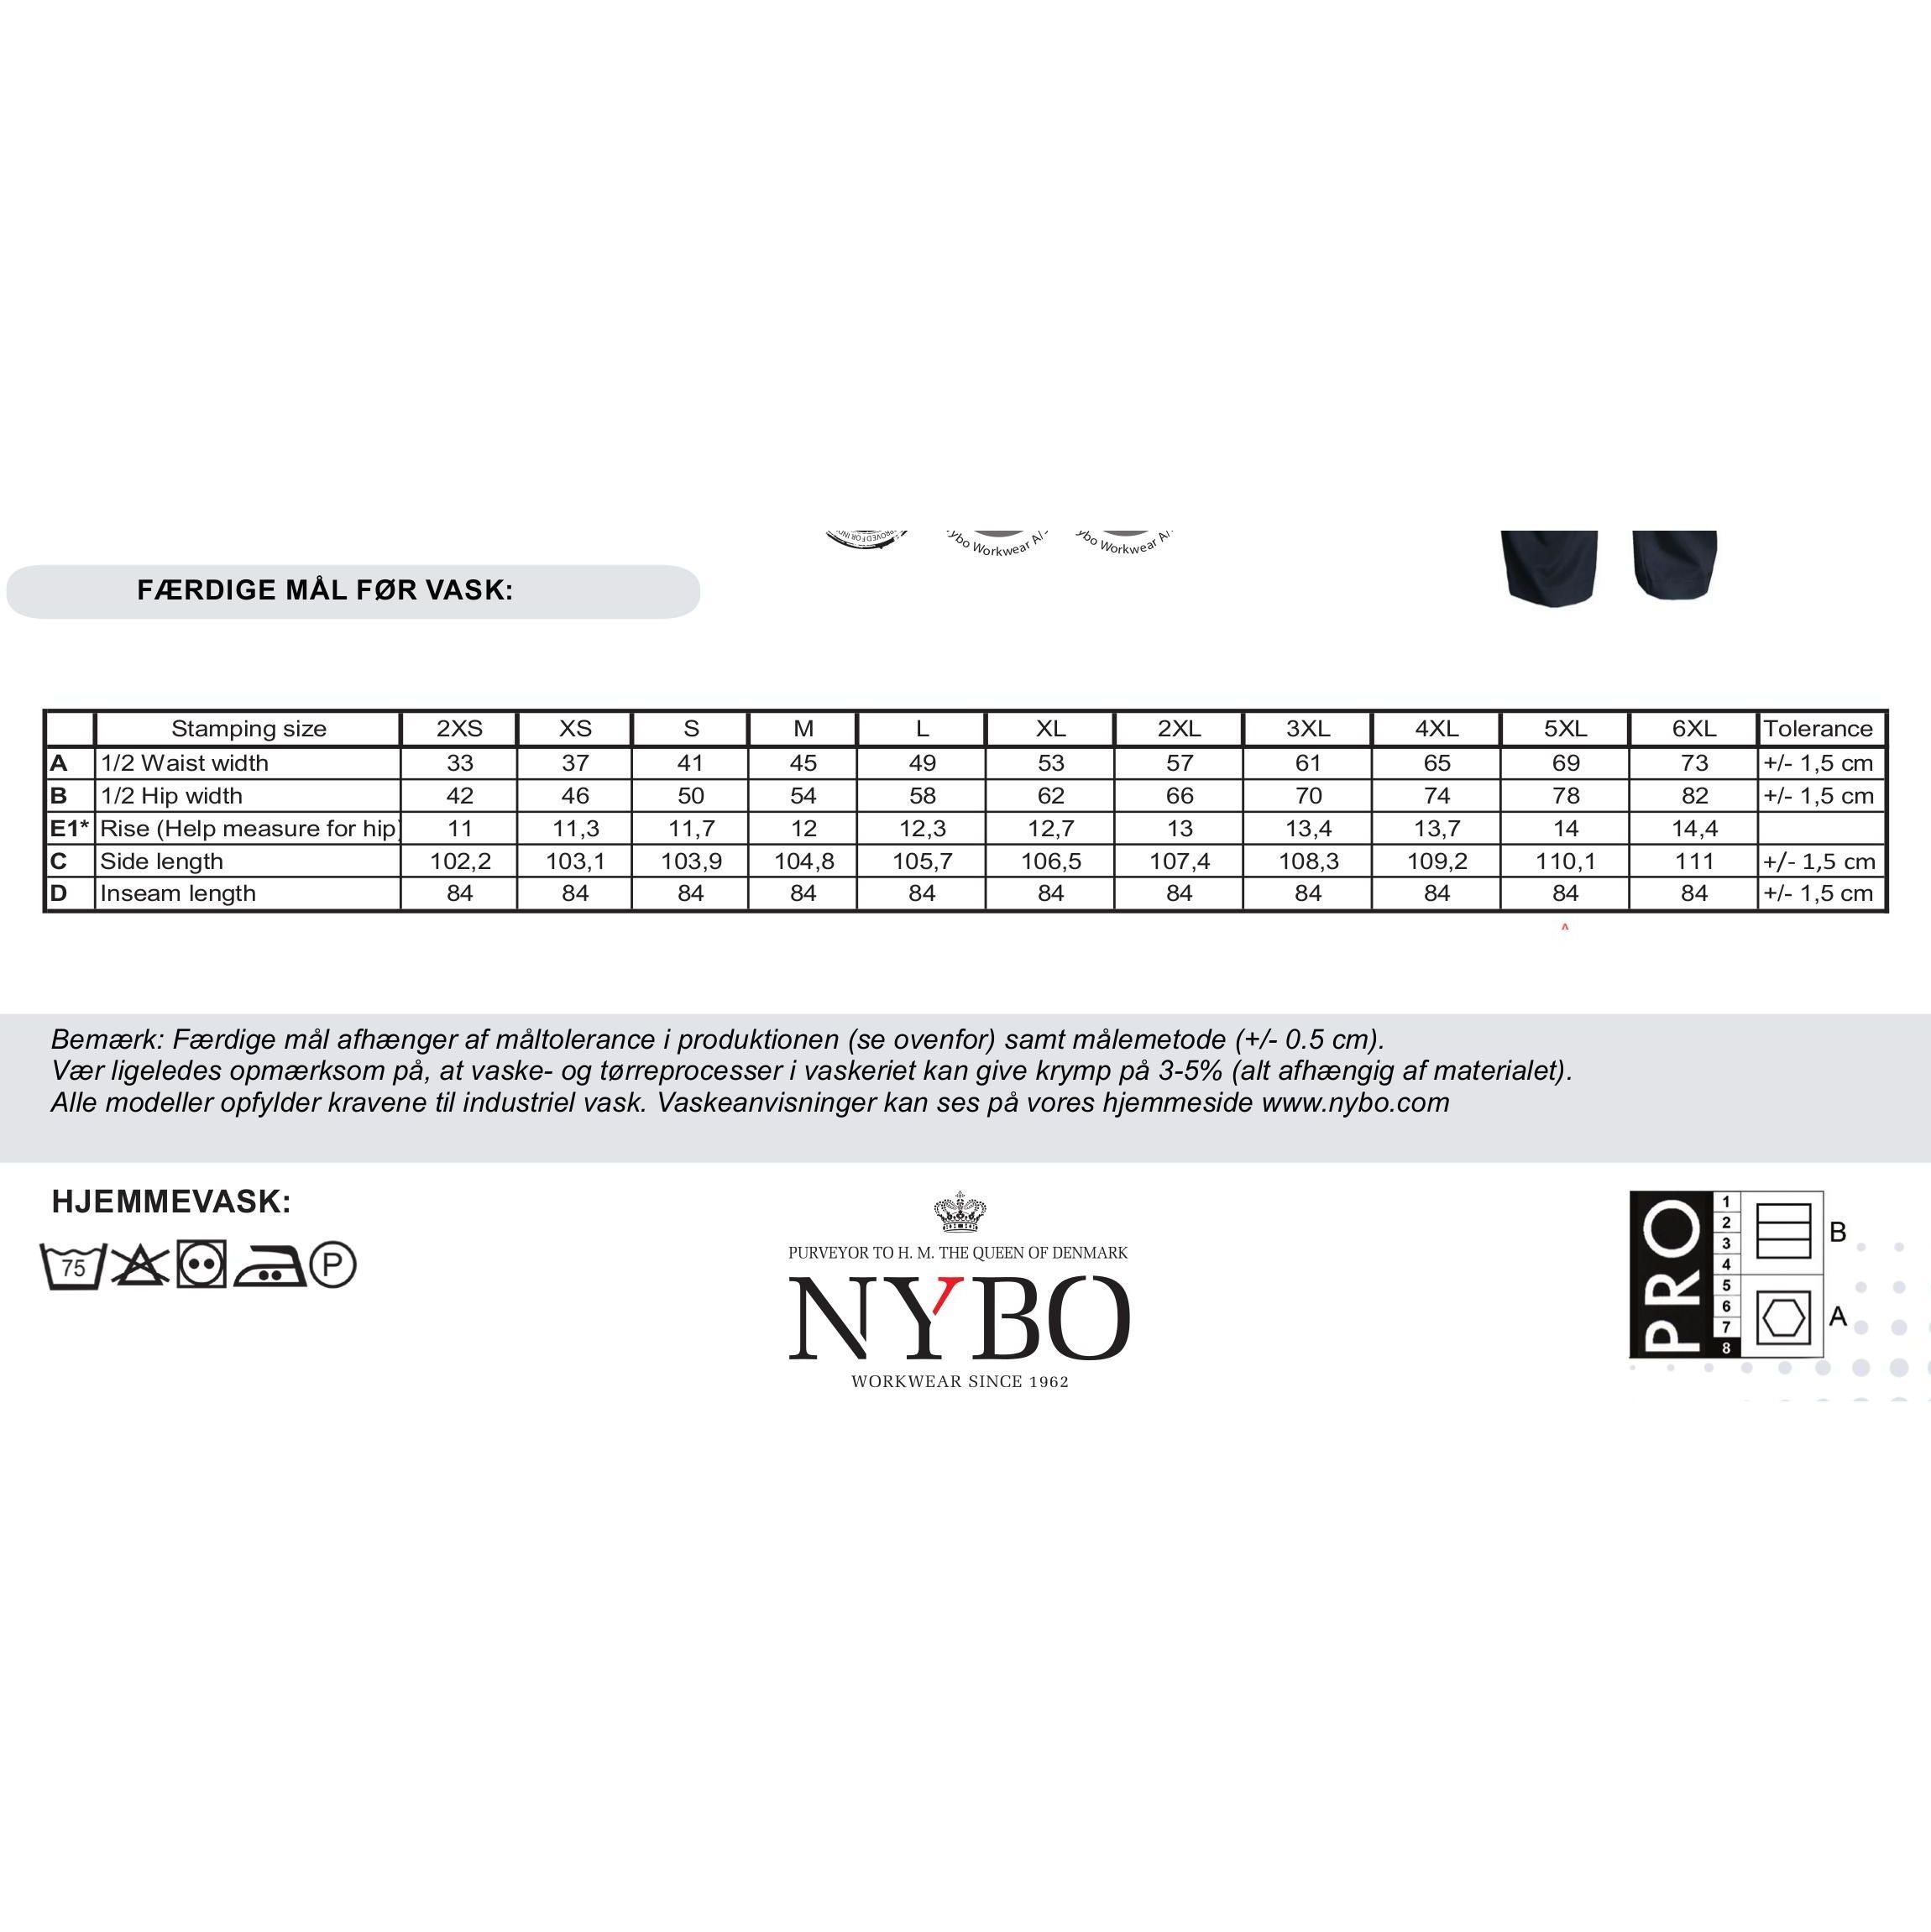 Nybo Workwear A/
ybo Workwear A/
FÆRDIGE MÅL FØR VASK:
Stamping size 2XS XS S M L XL 2XL 3XL 4XL 5XL 6XL Tolerance
A 1/2 Waist width 33 37 41 45 49 53 57 61 65 69 73 +/- 1,5 cm
B 1/2 Hip width 42 46 50 54 58 62 66 70 74 78 82 +/- 1,5 cm
E1* Rise (Help measure for hip) 11 11,3 11,7 12 12,3 12,7 13 13,4 13,7 14 14,4
C Side length 102,2 103,1 103,9 104,8 105,7 106,5 107,4 108,3 109,2 110,1 111 +/- 1,5 cm
D Inseam length 84 84 84 84 84 84 84 84 84 84 84 +/- 1,5 cm
^
Bemærk: Færdige mål afhænger af måltolerance i produktionen (se ovenfor) samt målemetode (+/- 0.5 cm).
Vær ligeledes opmærksom på, at vaske- og tørreprocesser i vaskeriet kan give krymp på 3-5% (alt afhængig af materialet).
Alle modeller opfylder kravene til industriel vask. Vaskeanvisninger kan ses på vores hjemmeside www.nybo.com
HJEMMEVASK:
75 P
PURVEYOR TO H. M. THE QUEEN OF DENMARK
NYBO
WORKWEAR SINCE 1962
PRO
1
2
3
4
5
6
7
8
B
A